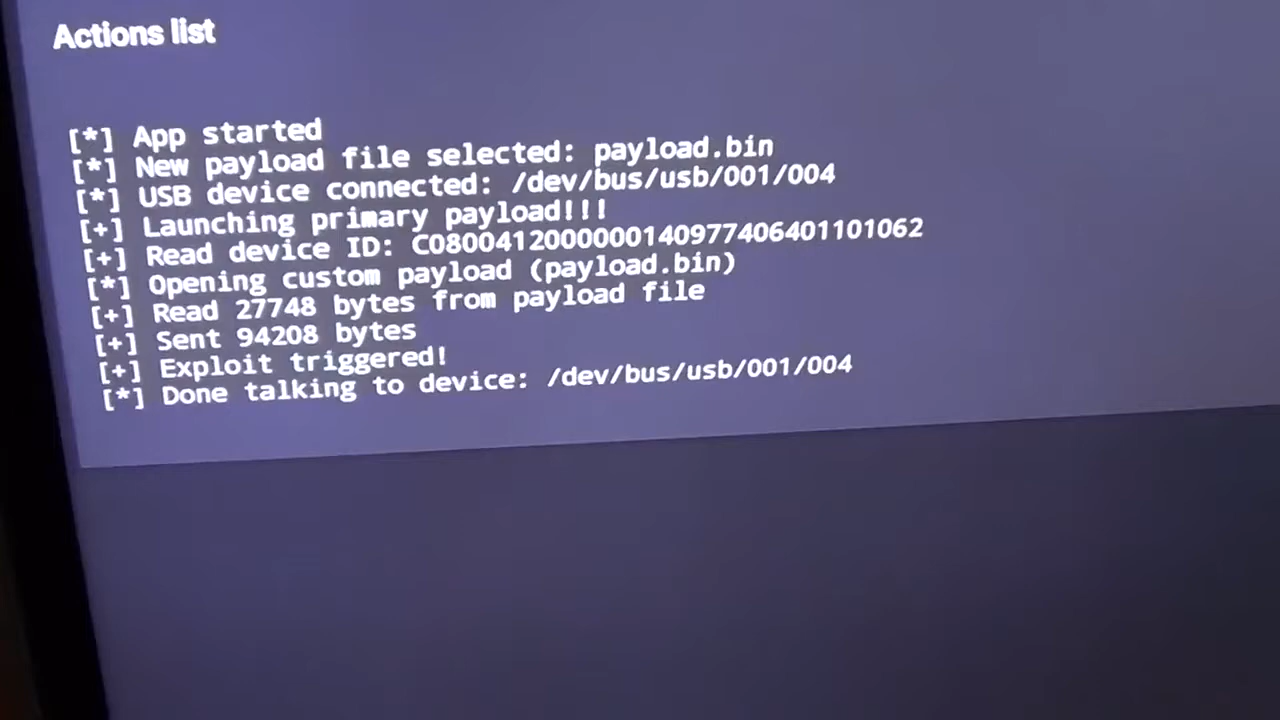 Actions list
[*] App started
[*] New payload file selected: payload.bin
[*] USB device connected: /dev/bus/usb/001/004
[+] Launching primary payload!!!
[+] Read device ID: C0800412000000140977406401101062
[*] Opening custom payload (payload.bin)
[+] Read 27748 bytes from payload file
[+] Sent 94208 bytes
[+] Exploit triggered!
[*] Done talking to device: /dev/bus/usb/001/004